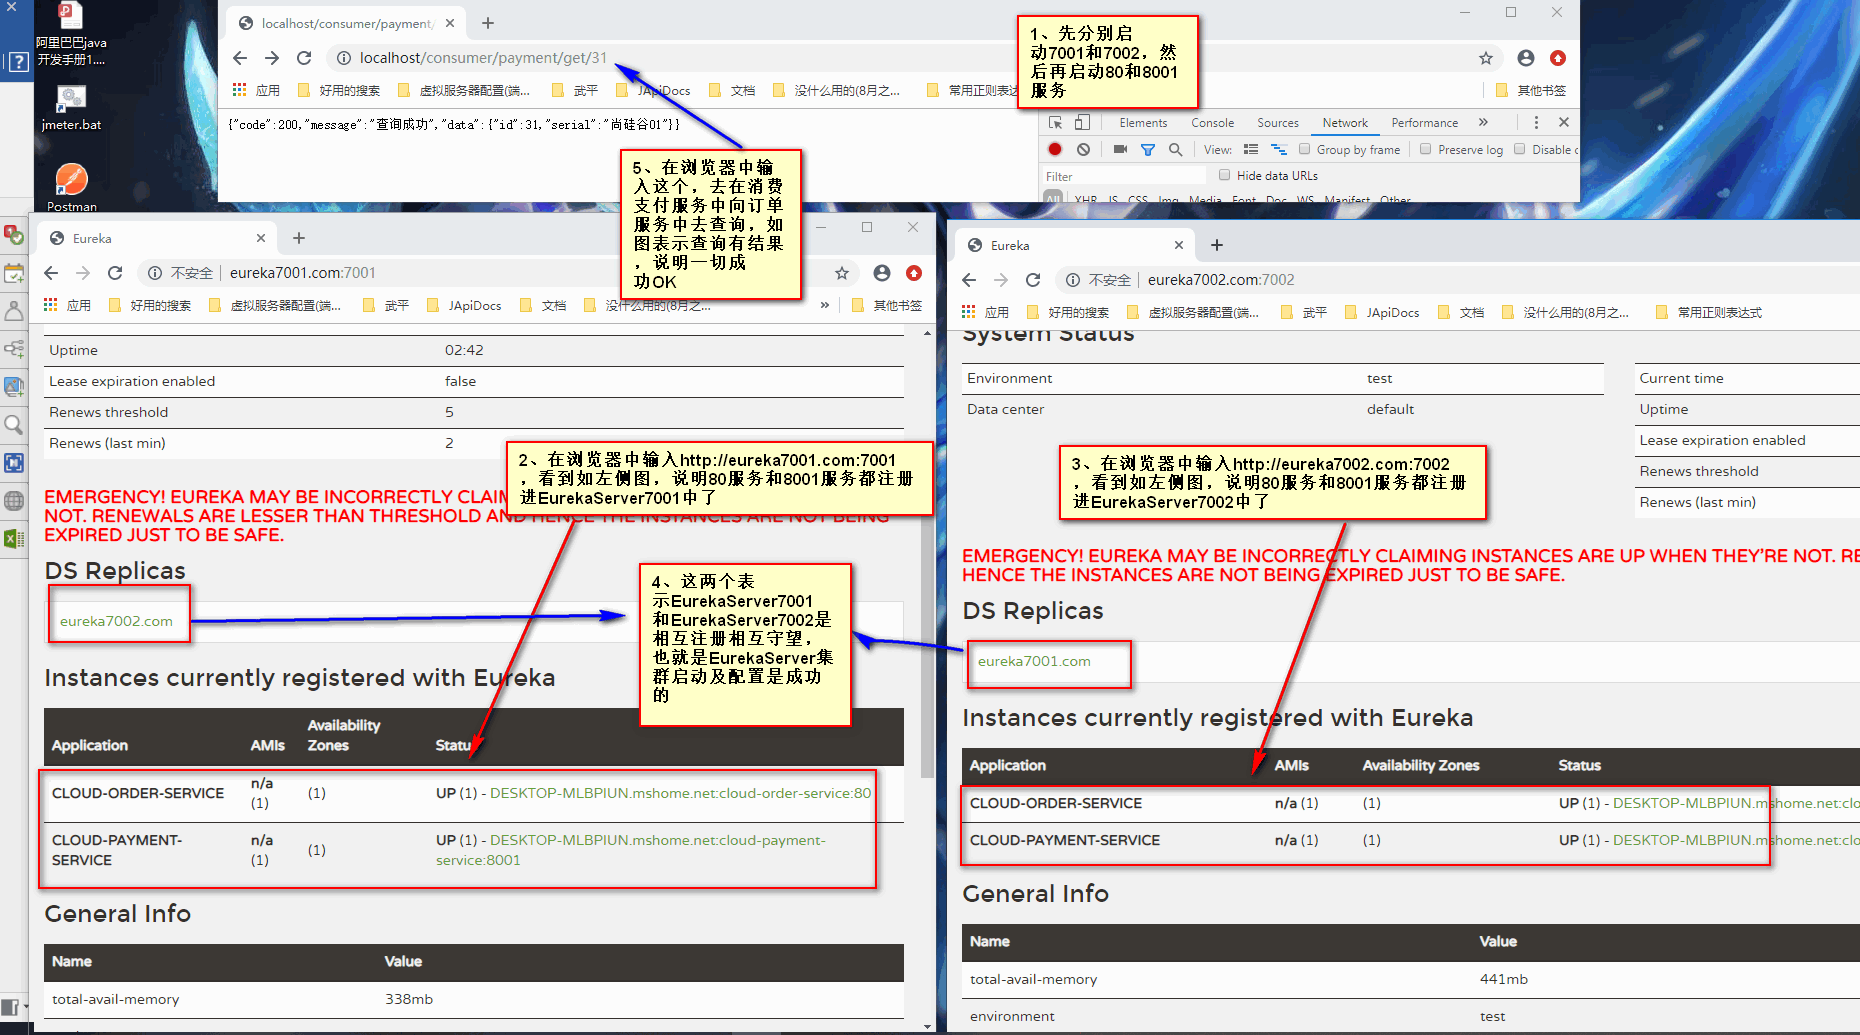 阿里巴巴java
开发手册1....
jmeter.bat
Postman
localhost/consumer/payment/
localhost/consumer/payment/get/31
应用
好用的搜索
虚拟服务器配置(端...
武平
JApiDocs
文档
没什么用的(8月之...
常用正则表达
其他书签
{"code":200,"message":"查询成功","data":{"id":31,"serial":"尚硅谷01"}}
1、先分别启
动7001和7002，然
后再启动80和8001
服务
Elements
Console
Sources
Network
Performance
View:
Group by frame
Preserve log
Disable c
Filter
Hide data URLs
All XHR JS CSS Img Media Font Doc WS Manifest Other
5、在浏览器中输
入这个，去在消费
支付服务中向订单
服务中去查询，如
图表示查询有结果
，说明一切成
功OK
Eureka
不安全
eureka7001.com:7001
应用
好用的搜索
虚拟服务器配置(端...
武平
JApiDocs
文档
没什么用的(8月之...
其他书签
Uptime 02:42
Lease expiration enabled false
Renews threshold 5
Renews (last min) 2
2、在浏览器中输入http://eureka7001.com:7001
，看到如左侧图，说明80服务和8001服务都注册
进EurekaServer7001中了
EMERGENCY! EUREKA MAY BE INCORRECTLY CLAIM
NOT. RENEWALS ARE LESSER THAN THRESHOLD AND HENCE THE INSTANCES ARE NOT BEING
EXPIRED JUST TO BE SAFE.
DS Replicas
eureka7002.com
4、这两个表
示EurekaServer7001
和EurekaServer7002是
相互注册相互守望，
也就是EurekaServer集
群启动及配置是成功
的
Instances currently registered with Eureka
Application AMIs Availability Zones Status
CLOUD-ORDER-SERVICE n/a (1) (1) UP (1) - DESKTOP-MLBPIUN.mshome.net:cloud-order-service:80
CLOUD-PAYMENT-SERVICE n/a (1) (1) UP (1) - DESKTOP-MLBPIUN.mshome.net:cloud-payment-service:8001
General Info
Name Value
total-avail-memory 338mb
Eureka
不安全
eureka7002.com:7002
应用
好用的搜索
虚拟服务器配置(端...
武平
JApiDocs
文档
没什么用的(8月之...
常用正则表达式
System Status
Environment test
Data center default
Current time
Uptime
Lease expiration enabled
Renews threshold
Renews (last min)
3、在浏览器中输入http://eureka7002.com:7002
，看到如左侧图，说明80服务和8001服务都注册
进EurekaServer7002中了
EMERGENCY! EUREKA MAY BE INCORRECTLY CLAIMING INSTANCES ARE UP WHEN THEY'RE NOT. RE
HENCE THE INSTANCES ARE NOT BEING EXPIRED JUST TO BE SAFE.
DS Replicas
eureka7001.com
Instances currently registered with Eureka
Application AMIs Availability Zones Status
CLOUD-ORDER-SERVICE n/a (1) (1) UP (1) - DESKTOP-MLBPIUN.mshome.net:clo
CLOUD-PAYMENT-SERVICE n/a (1) (1) UP (1) - DESKTOP-MLBPIUN.mshome.net:clo
General Info
Name Value
total-avail-memory 441mb
environment test